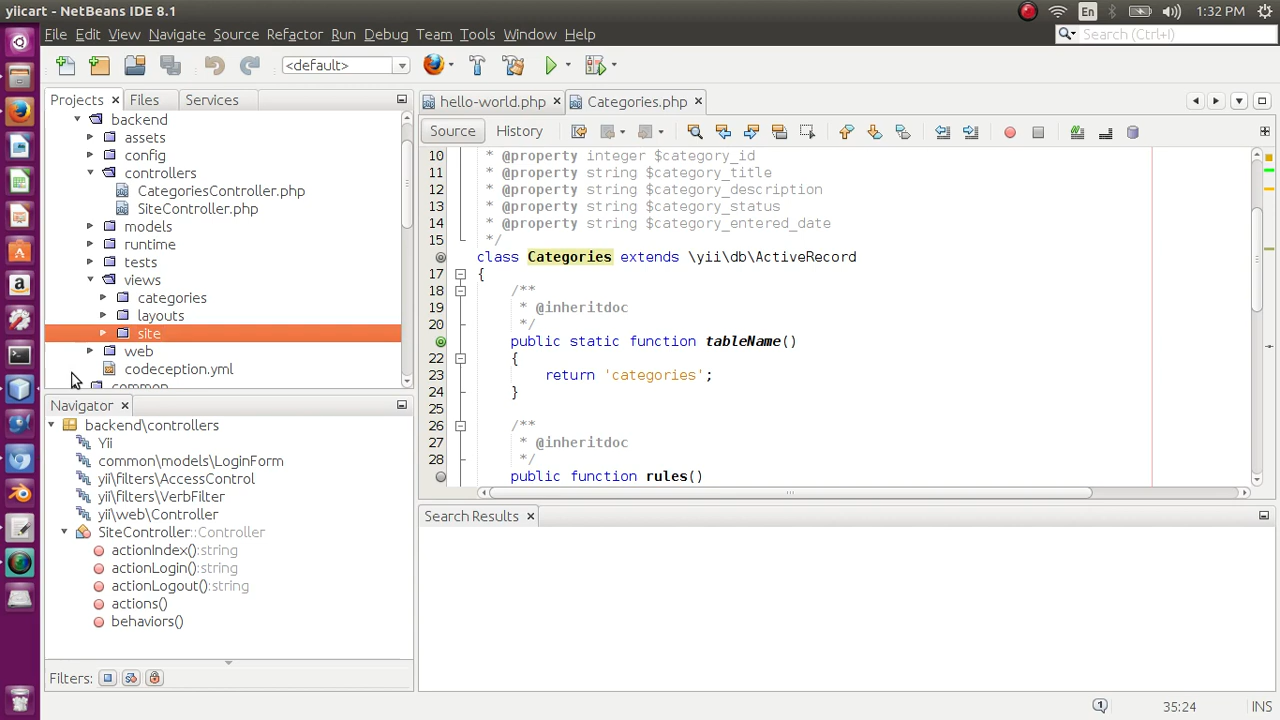 yiicart - NetBeans IDE 8.1
En
1:32 PM
File Edit View Navigate Source Refactor Run Debug Team Tools Window Help
Search (Ctrl+I)
<default>
Projects Files Services
backend
assets
config
controllers
CategoriesController.php
SiteController.php
models
runtime
tests
views
categories
layouts
site
web
codeception.yml
common
Navigator
backend\controllers
Yii
common\models\LoginForm
yii\filters\AccessControl
yii\filters\VerbFilter
yii\web\Controller
SiteController::Controller
actionIndex():string
actionLogin():string
actionLogout():string
actions()
behaviors()
Filters:
hello-world.php Categories.php
Source History
10 * @property integer $category_id
11 * @property string $category_title
12 * @property string $category_description
13 * @property string $category_status
14 * @property string $category_entered_date
15 */
class Categories extends \yii\db\ActiveRecord
17 {
18 /**
19 * @inheritdoc
20 */
public static function tableName()
22 {
23 return 'categories';
24 }
25
26 /**
27 * @inheritdoc
28 */
public function rules()
Search Results
1
35:24 INS